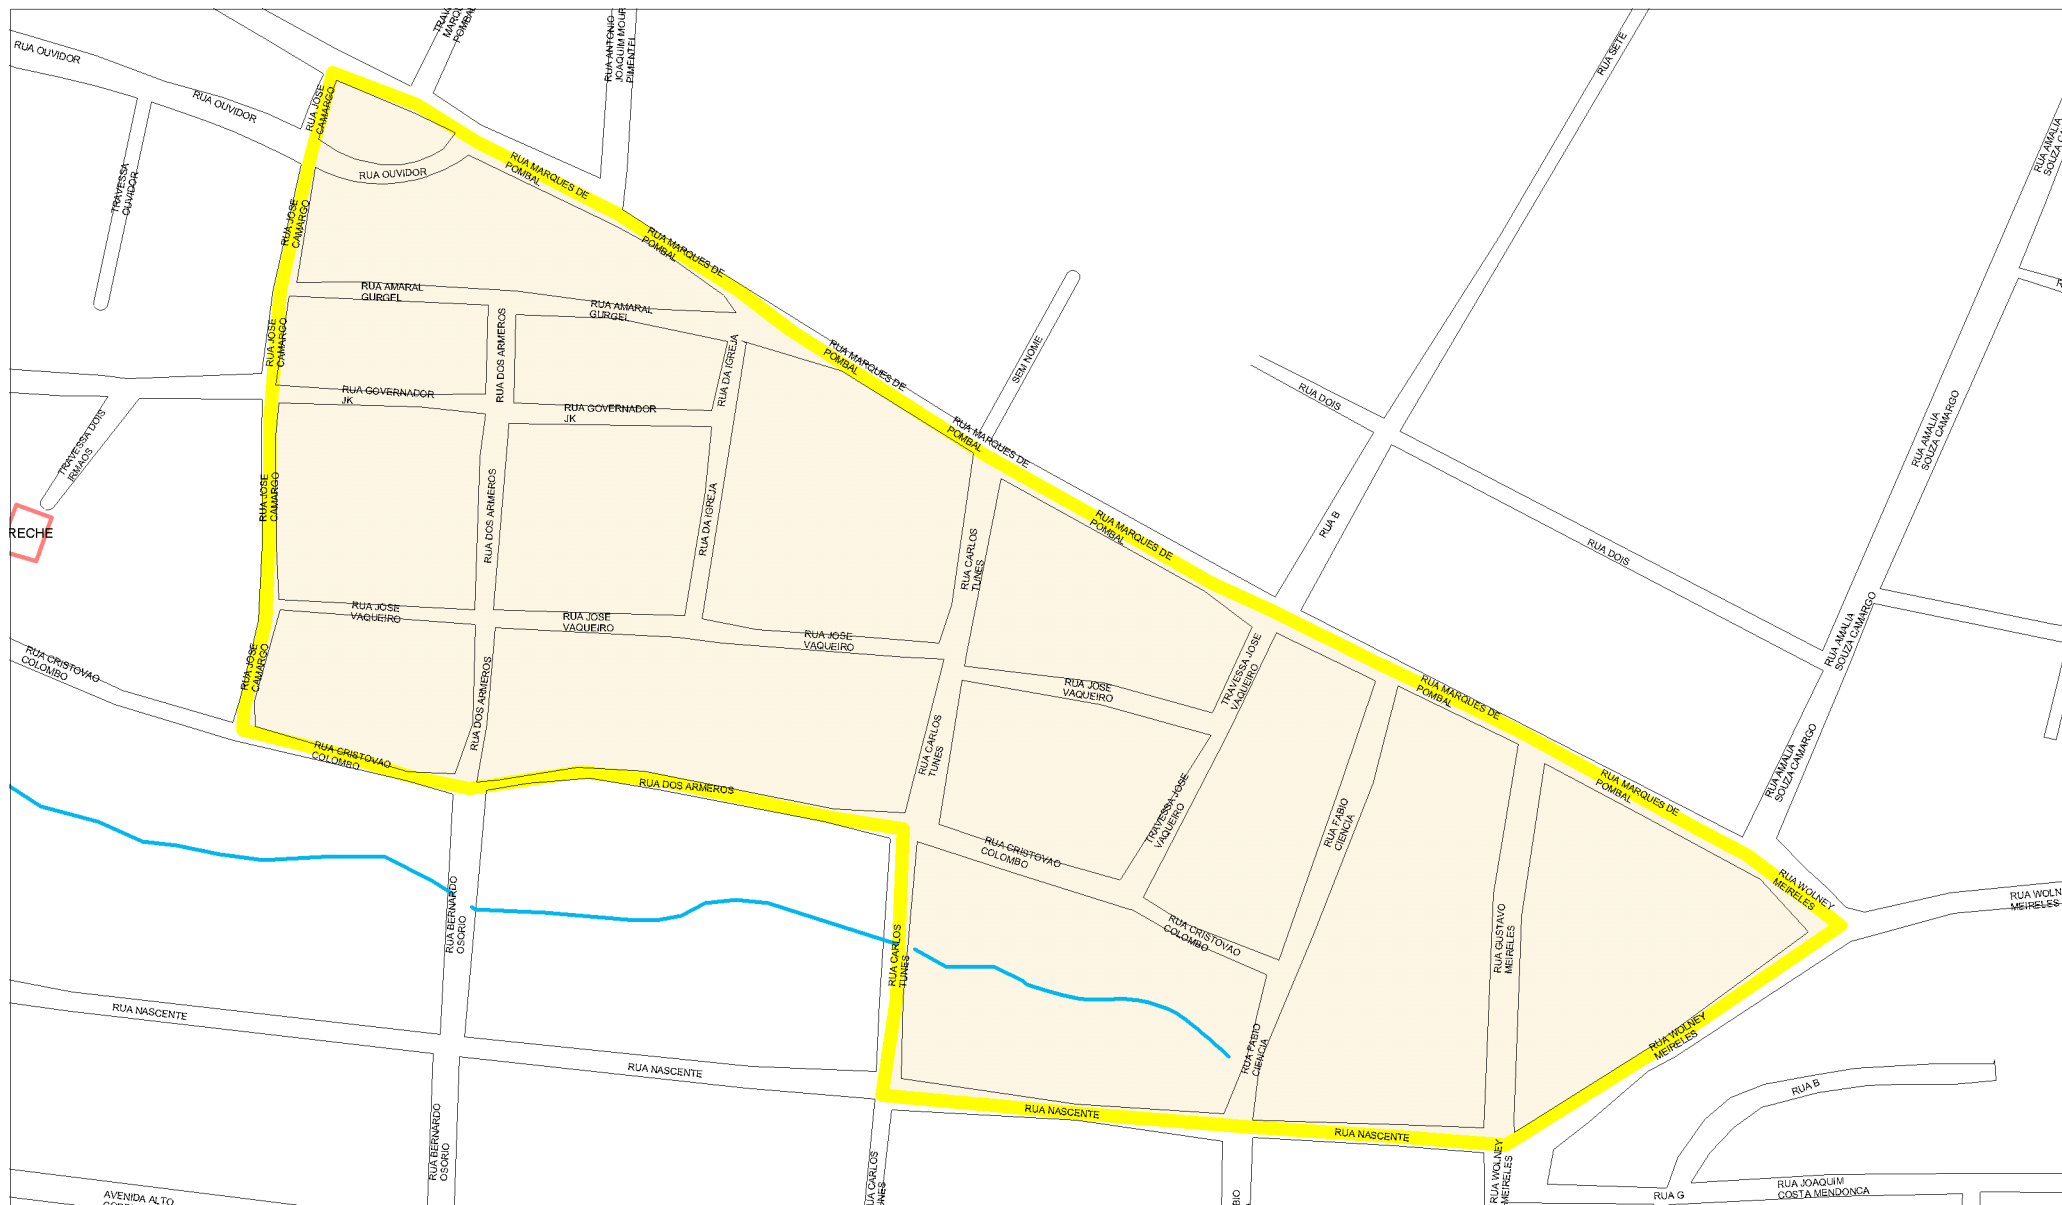 RUA OUVIDOR
RUA OUVIDOR
TRAVESSA
OUVIDOR
RUA JOSE
CAMARGO
RUA OUVIDOR
POMBAL
RUA ANTONIO
JOAQUIM MOUR
PIMENTEL
RUA MARQUES DE
POMBAL
RUA MARQUES DE
POMBAL
RUA SETE
RUA AMALIA
SOUZA C
RUA JOSE
CAMARGO
RUA AMARAL
GURGEL
RUA AMARAL
GURGEL
RUA JOSE
CAMARGO
RUA DOS ARMEROS
RUA DA IGREJA
RUA MARQUES DE
POMBAL
SEM NOME
RUA DOIS
RUA GOVERNADOR
JK
RUA GOVERNADOR
JK
RUA MARQUES DE
POMBAL
RUA AMALIA
SOUZA CAMARGO
TRAVESSA DOIS
IRMAOS
RECHE
RUA JOSE
CAMARGO
RUA DOS ARMEROS
RUA DA IGREJA
RUA CARLOS
TUNES
RUA MARQUES DE
POMBAL
RUA B
RUA DOIS
RUA JOSE
VAQUEIRO
RUA JOSE
VAQUEIRO
RUA JOSE
VAQUEIRO
RUA AMALIA
SOUZA CAMARGO
RUA CRISTOVAO
COLOMBO
RUA JOSE
CAMARGO
RUA DOS ARMEROS
RUA JOSE
VAQUEIRO
TRAVESSA JOSE
VAQUEIRO
RUA MARQUES DE
POMBAL
RUA CRISTOVAO
COLOMBO
RUA DOS ARMEROS
RUA CARLOS
TUNES
TRAVESSA JOSE
VAQUEIRO
RUA FABIO
CIENCIA
RUA MARQUES DE
POMBAL
RUA AMALIA
SOUZA CAMARGO
RUA CRISTOVAO
COLOMBO
RUA WOLNEY
MEIRELES
RUA WOLN
MEIRELES
RUA BERNARDO
OSORIO
RUA CARLOS
TUNES
RUA CRISTOVAO
COLOMBO
RUA GUSTAVO
MEIRELES
RUA NASCENTE
RUA NASCENTE
RUA FABIO
CIENCIA
RUA WOLNEY
MEIRELES
RUA NASCENTE
RUA NASCENTE
RUA B
RUA BERNARDO
OSORIO
RUA WOLNEY
MEIRELES
RUA G
RUA JOAQUIM
COSTA MENDONCA
AVENIDA ALTO
UA CARLOS
NES
BIO